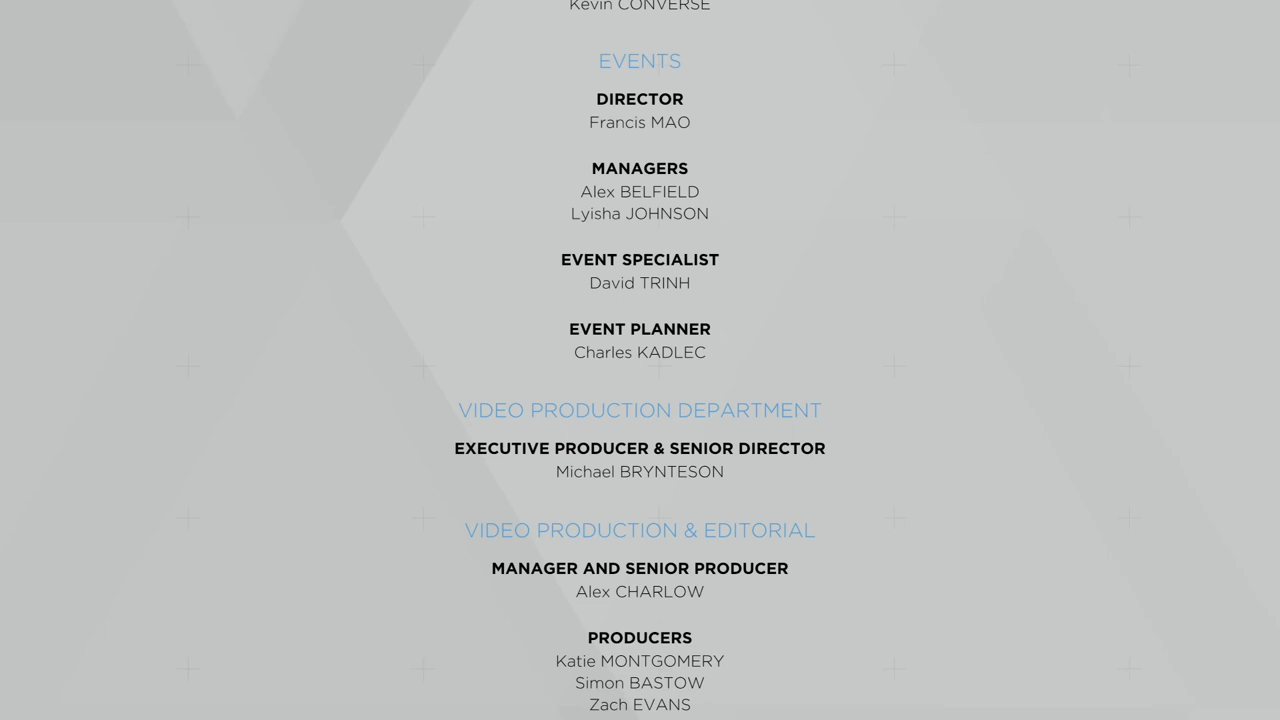 Kevin CONVERSE
EVENTS
DIRECTOR
Francis MAO
MANAGERS
Alex BELFIELD
Lyisha JOHNSON
EVENT SPECIALIST
David TRINH
EVENT PLANNER
Charles KADLEC
VIDEO PRODUCTION DEPARTMENT
EXECUTIVE PRODUCER & SENIOR DIRECTOR
Michael BRYNTESON
VIDEO PRODUCTION & EDITORIAL
MANAGER AND SENIOR PRODUCER
Alex CHARLOW
PRODUCERS
Katie MONTGOMERY
Simon BASTOW
Zach EVANS